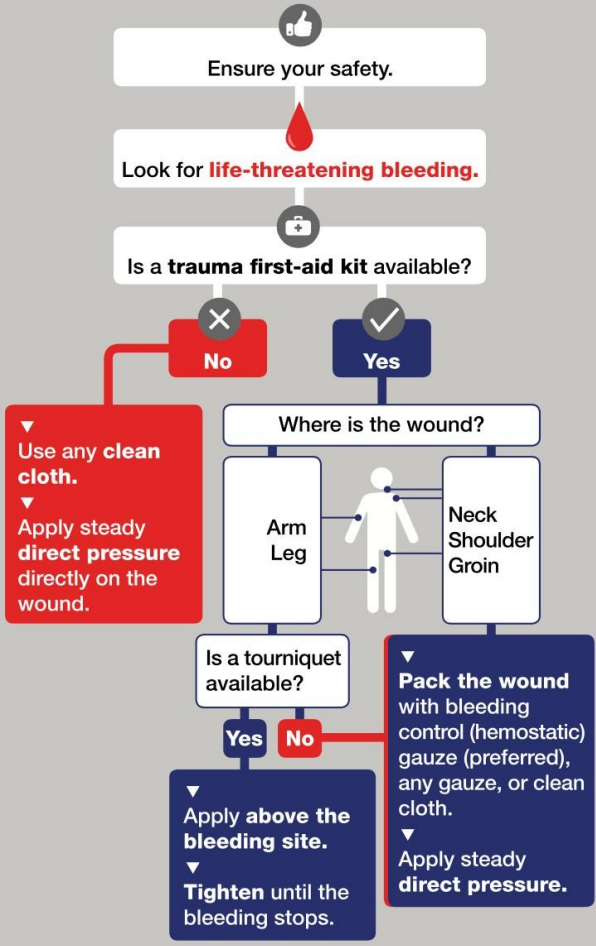 Ensure your safety.
Look for life-threatening bleeding.
Is a trauma first-aid kit available?
No
Yes
Use any clean
cloth.
Apply steady
direct pressure
directly on the
wound.
Where is the wound?
Arm
Leg
Neck
Shoulder
Groin
Is a tourniquet
available?
Yes
No
Apply above the
bleeding site.
Tighten until the
bleeding stops.
Pack the wound
with bleeding
control (hemostatic)
gauze (preferred),
any gauze, or clean
cloth.
Apply steady
direct pressure.